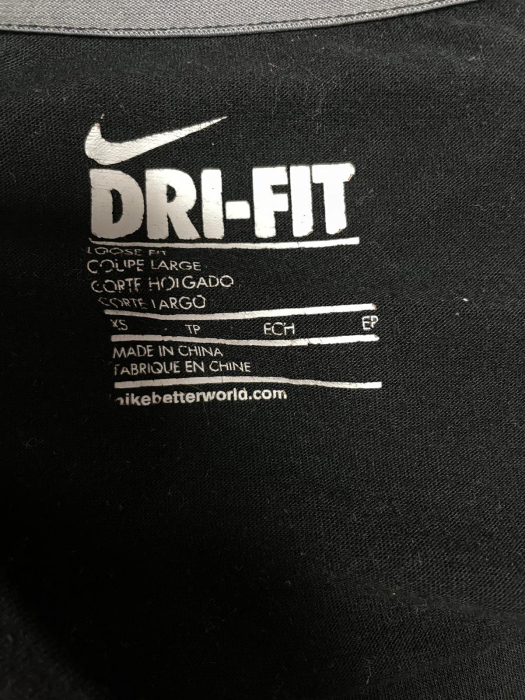 DRI-FIT
LOOSE FIT
COUPE LARGE
CORTE HOLGADO
CORTE LARGO
XS TP ECH EP
MADE IN CHINA
FABRIQUE EN CHINE
nikebetterworld.com